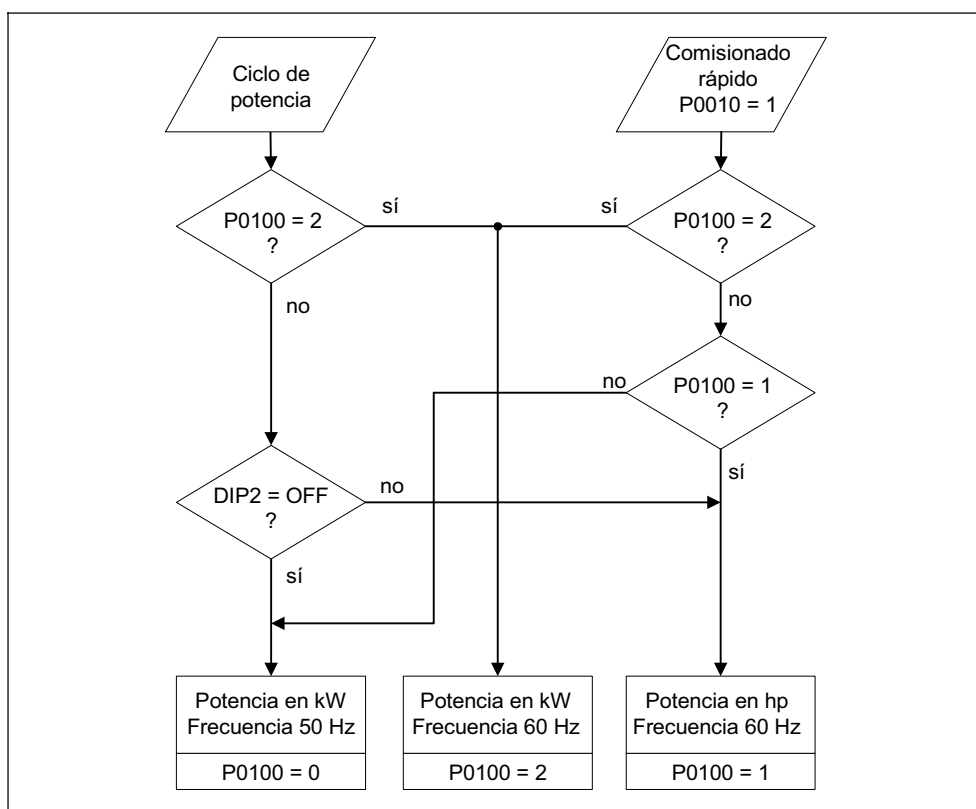 Ciclo de
potencia
Comisionado
rápido
P0010 = 1
P0100 = 2
?
sí
sí
P0100 = 2
?
no
no
P0100 = 1
?
no
sí
DIP2 = OFF
?
no
sí
Potencia en kW
Frecuencia 50 Hz
P0100 = 0
Potencia en kW
Frecuencia 60 Hz
P0100 = 2
Potencia en hp
Frecuencia 60 Hz
P0100 = 1